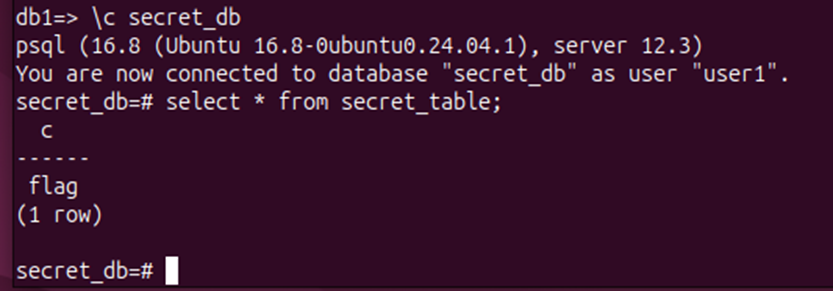 db1=> \c secret_db
psql (16.8 (Ubuntu 16.8-0ubuntu0.24.04.1), server 12.3)
You are now connected to database "secret_db" as user "user1".
secret_db=# select * from secret_table;
  c
------
 flag
(1 row)

secret_db=#